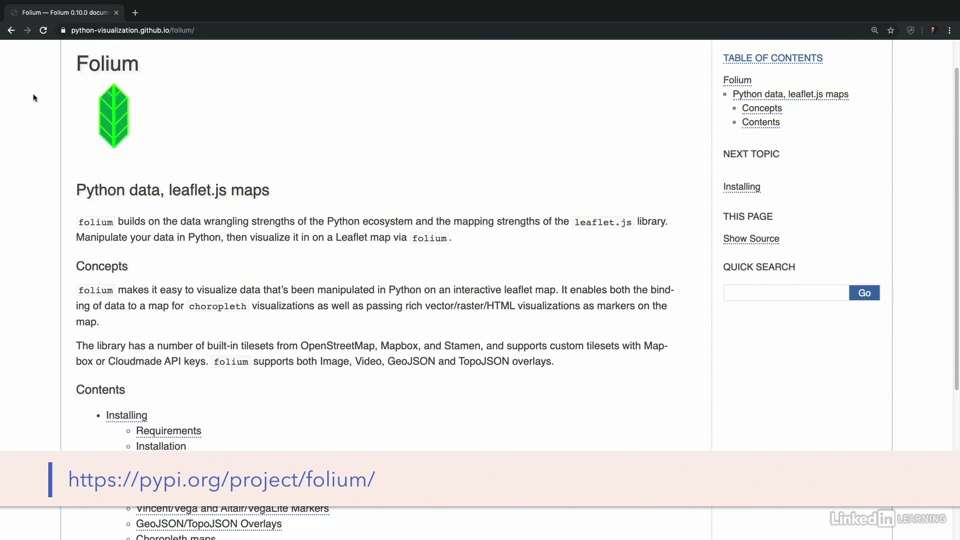 Folium — Folium 0.10.0 docum
python-visualization.github.io/folium/
Folium
Python data, leaflet.js maps
folium builds on the data wrangling strengths of the Python ecosystem and the mapping strengths of the leaflet.js library.
Manipulate your data in Python, then visualize it in on a Leaflet map via folium.
Concepts
folium makes it easy to visualize data that's been manipulated in Python on an interactive leaflet map. It enables both the bind-
ing of data to a map for choropleth visualizations as well as passing rich vector/raster/HTML visualizations as markers on the
map.
The library has a number of built-in tilesets from OpenStreetMap, Mapbox, and Stamen, and supports custom tilesets with Map-
box or Cloudmade API keys. folium supports both Image, Video, GeoJSON and TopoJSON overlays.
Contents
Installing
Requirements
Installation
https://pypi.org/project/folium/
Vincent/Vega and Altair/VegaLite Markers
GeoJSON/TopoJSON Overlays
Choropleth maps
TABLE OF CONTENTS
Folium
Python data, leaflet.js maps
Concepts
Contents
NEXT TOPIC
Installing
THIS PAGE
Show Source
QUICK SEARCH
Go
LinkedIn LEARNING